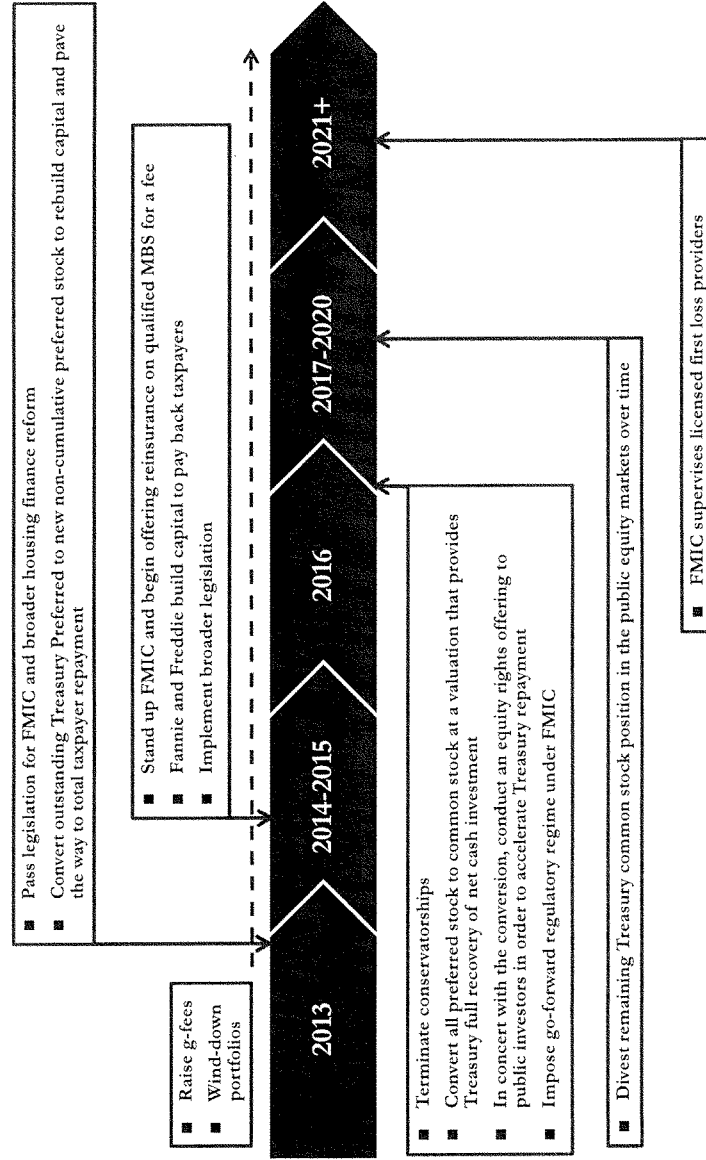 ■ Pass legislation for FMIC and broader housing finance reform
■ Convert outstanding Treasury Preferred to new non-cumulative preferred stock to rebuild capital and pave
the way to total taxpayer repayment
■ Stand up FMIC and begin offering reinsurance on qualified MBS for a fee
■ Fannie and Freddie build capital to pay back taxpayers
■ Implement broader legislation
■ Raise g-fees
■ Wind-down
portfolios
2013
2014-2015
2016
2017-2020
2021+
■ Terminate conservatorships
■ Convert all preferred stock to common stock at a valuation that provides
Treasury full recovery of net cash investment
■ In concert with the conversion, conduct an equity rights offering to
public investors in order to accelerate Treasury repayment
■ Impose go-forward regulatory regime under FMIC
■ Divest remaining Treasury common stock position in the public equity markets over time
■ FMIC supervises licensed first loss providers